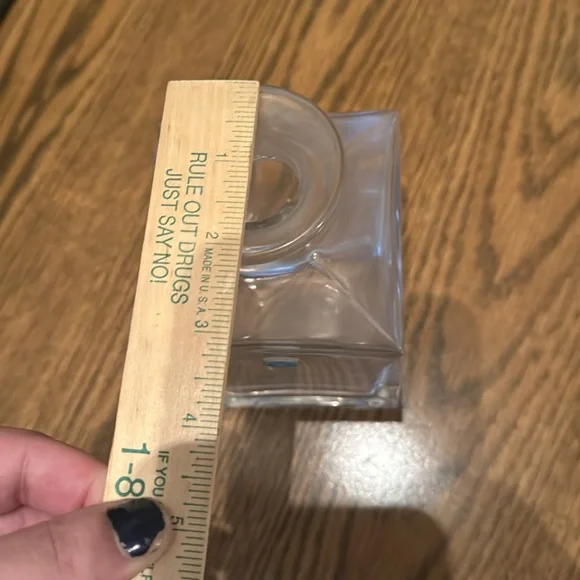 RULE OUT DRUGS
JUST SAY NO!
1
2
MADE IN U.S.A.
3
4
5
IF YOU
1-8